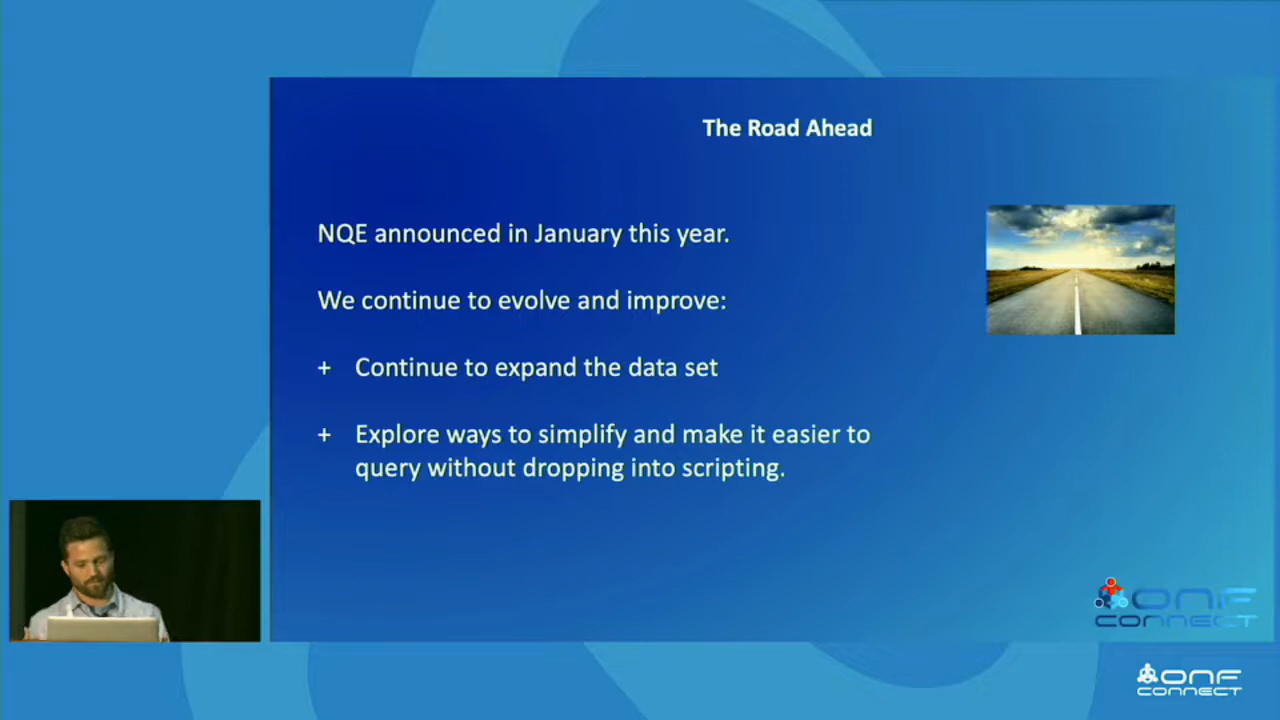 The Road Ahead
NQE announced in January this year.
We continue to evolve and improve:
+ Continue to expand the data set
+ Explore ways to simplify and make it easier to
query without dropping into scripting.
ONF
CONNECT
ONF
CONNECT